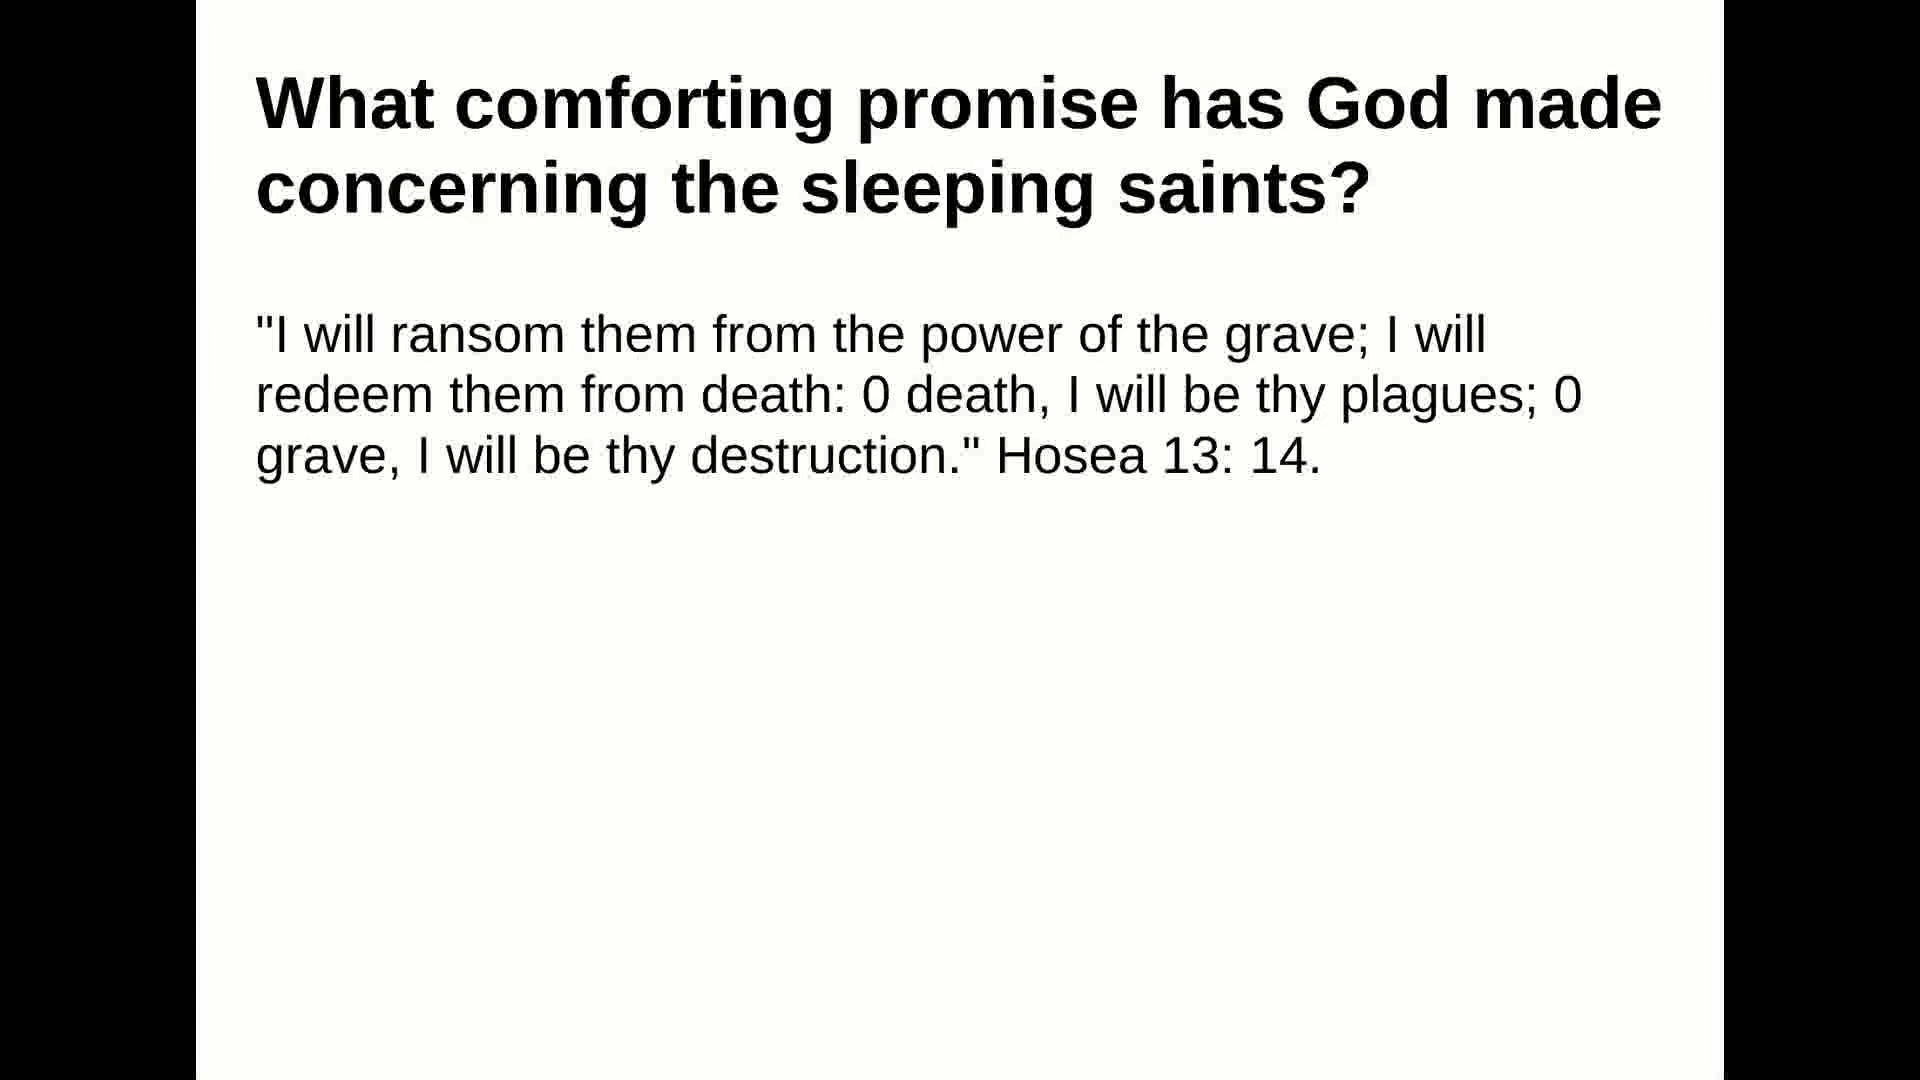 What comforting promise has God made
concerning the sleeping saints?
"I will ransom them from the power of the grave; I will
redeem them from death: 0 death, I will be thy plagues; 0
grave, I will be thy destruction." Hosea 13: 14.